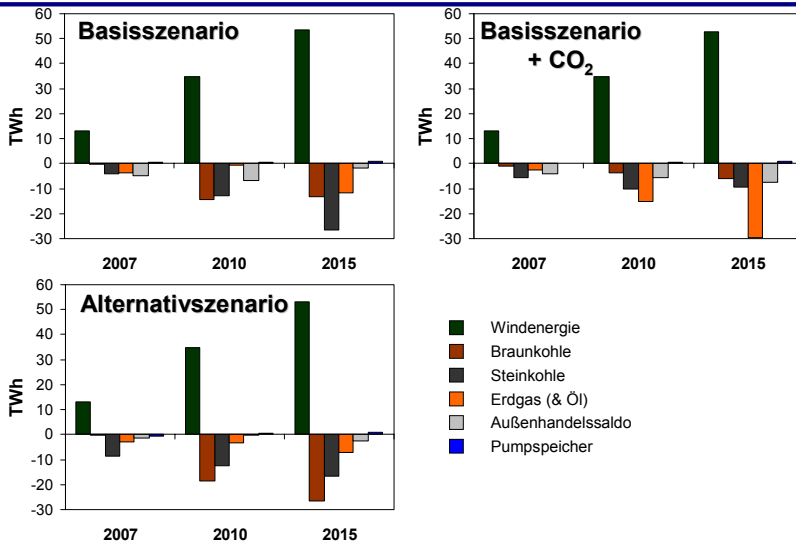 Basisszenario
TWh
60
50
40
30
20
10
0
-10
-20
-30
2007 2010 2015
Basisszenario
+ CO2
TWh
60
50
40
30
20
10
0
-10
-20
-30
2007 2010 2015
Alternativszenario
TWh
60
50
40
30
20
10
0
-10
-20
-30
2007 2010 2015
Windenergie
Braunkohle
Steinkohle
Erdgas (& Öl)
Außenhandelssaldo
Pumpspeicher